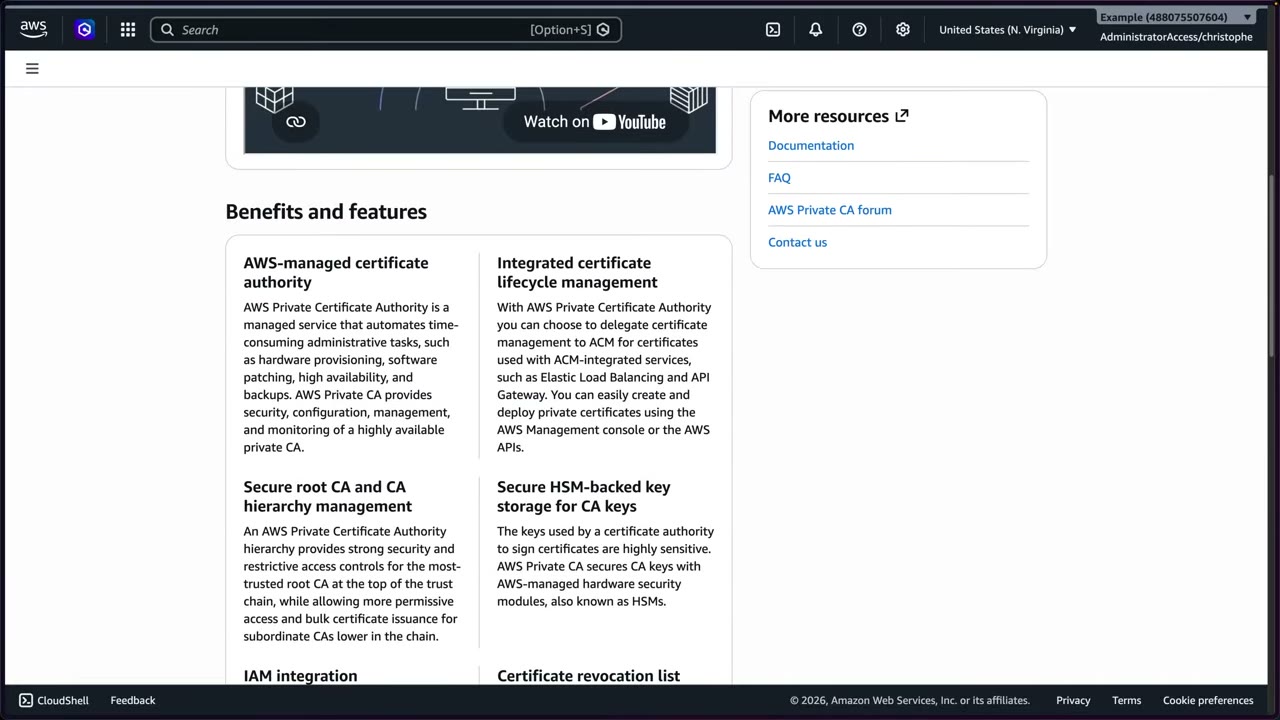 aws
Search
[Option+S]
United States (N. Virginia)
Example (488075507604)
AdministratorAccess/christophe
Watch on YouTube
More resources
Documentation
FAQ
AWS Private CA forum
Contact us
Benefits and features
AWS-managed certificate
authority
AWS Private Certificate Authority is a
managed service that automates time-
consuming administrative tasks, such
as hardware provisioning, software
patching, high availability, and
backups. AWS Private CA provides
security, configuration, management,
and monitoring of a highly available
private CA.
Integrated certificate
lifecycle management
With AWS Private Certificate Authority
you can choose to delegate certificate
management to ACM for certificates
used with ACM-integrated services,
such as Elastic Load Balancing and API
Gateway. You can easily create and
deploy private certificates using the
AWS Management console or the AWS
APIs.
Secure root CA and CA
hierarchy management
An AWS Private Certificate Authority
hierarchy provides strong security and
restrictive access controls for the most-
trusted root CA at the top of the trust
chain, while allowing more permissive
access and bulk certificate issuance for
subordinate CAs lower in the chain.
Secure HSM-backed key
storage for CA keys
The keys used by a certificate authority
to sign certificates are highly sensitive.
AWS Private CA secures CA keys with
AWS-managed hardware security
modules, also known as HSMs.
IAM integration
Certificate revocation list
CloudShell
Feedback
© 2026, Amazon Web Services, Inc. or its affiliates.
Privacy
Terms
Cookie preferences